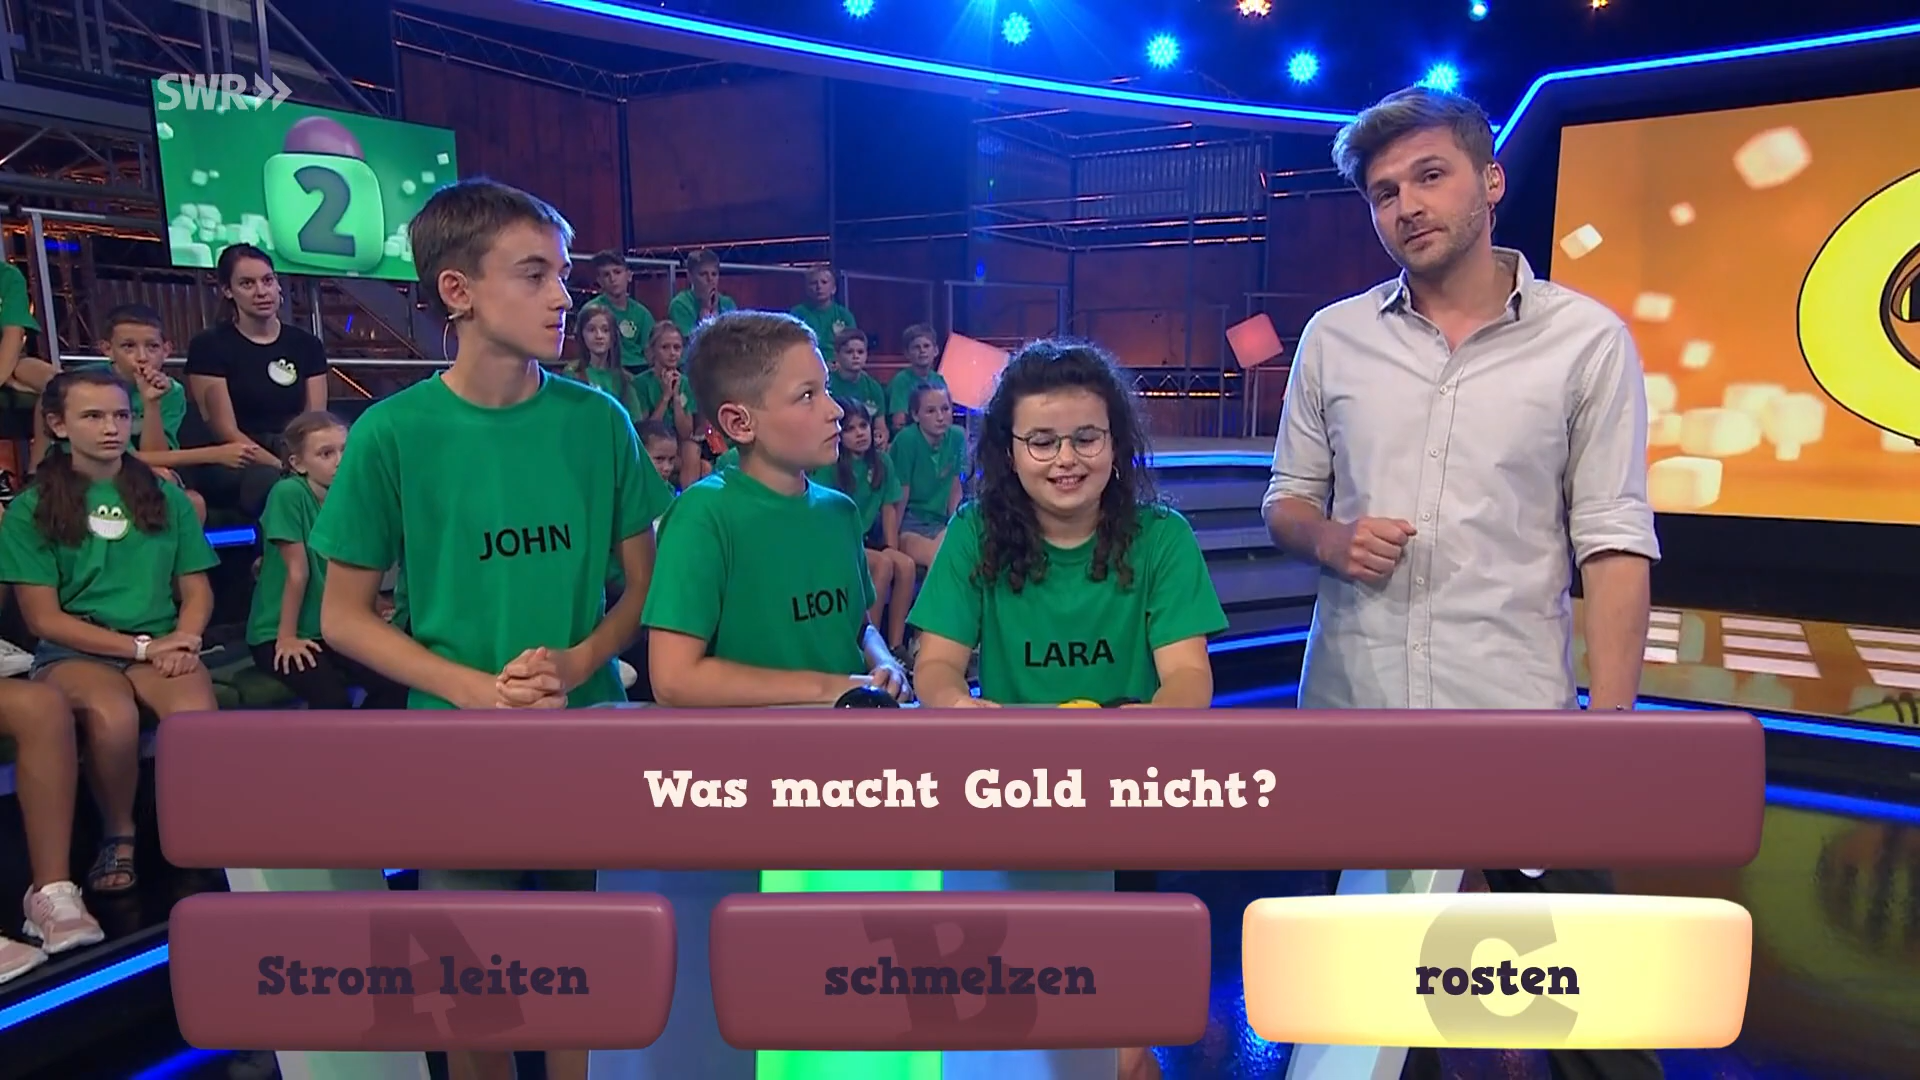 SWR
2
JOHN
LEON
LARA
Was macht Gold nicht?
A
Strom leiten
B
schmelzen
C
rosten